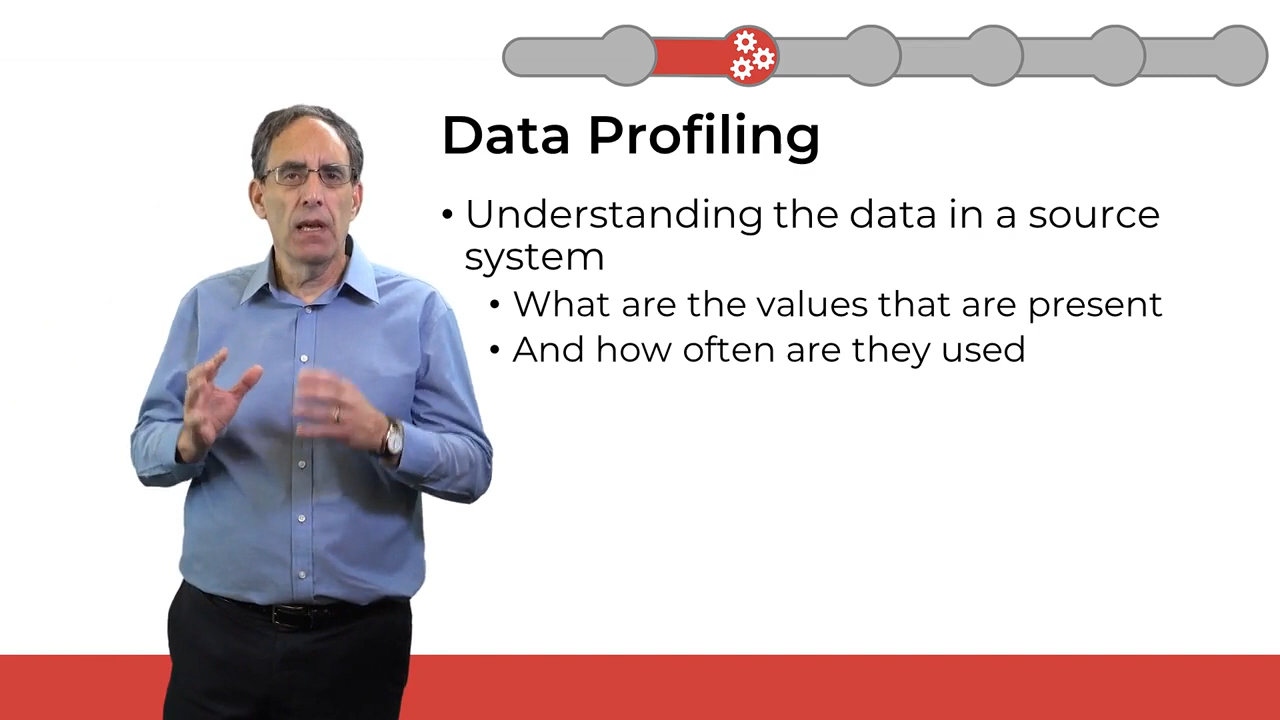 Data Profiling
• Understanding the data in a source
system
• What are the values that are present
• And how often are they used